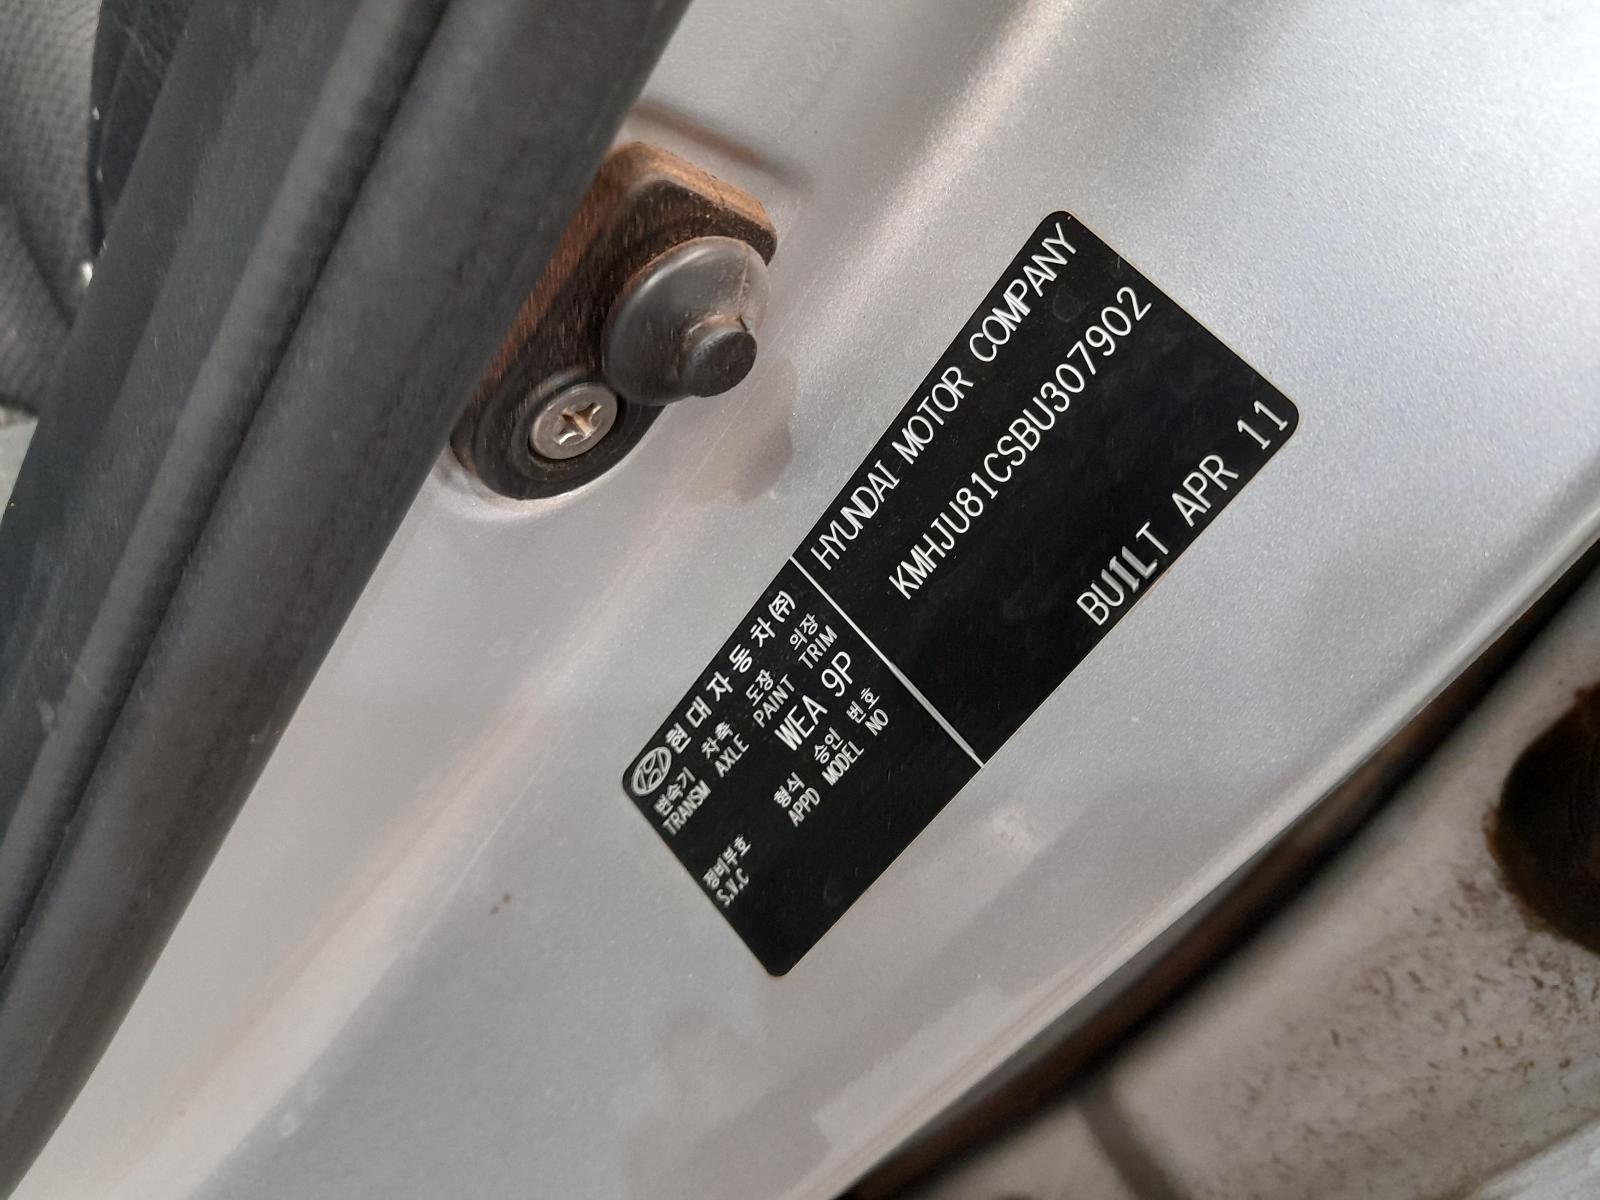 현대자동차(주)
변속기 차축 도장 의장
TRANSM AXLE PAINT TRIM
WEA 9P
형식 승인 번호
APPD MODEL NO
정비부호
S.V.C
HYUNDAI MOTOR COMPANY
KMHJU81CSBU307902
BUILT APR 11